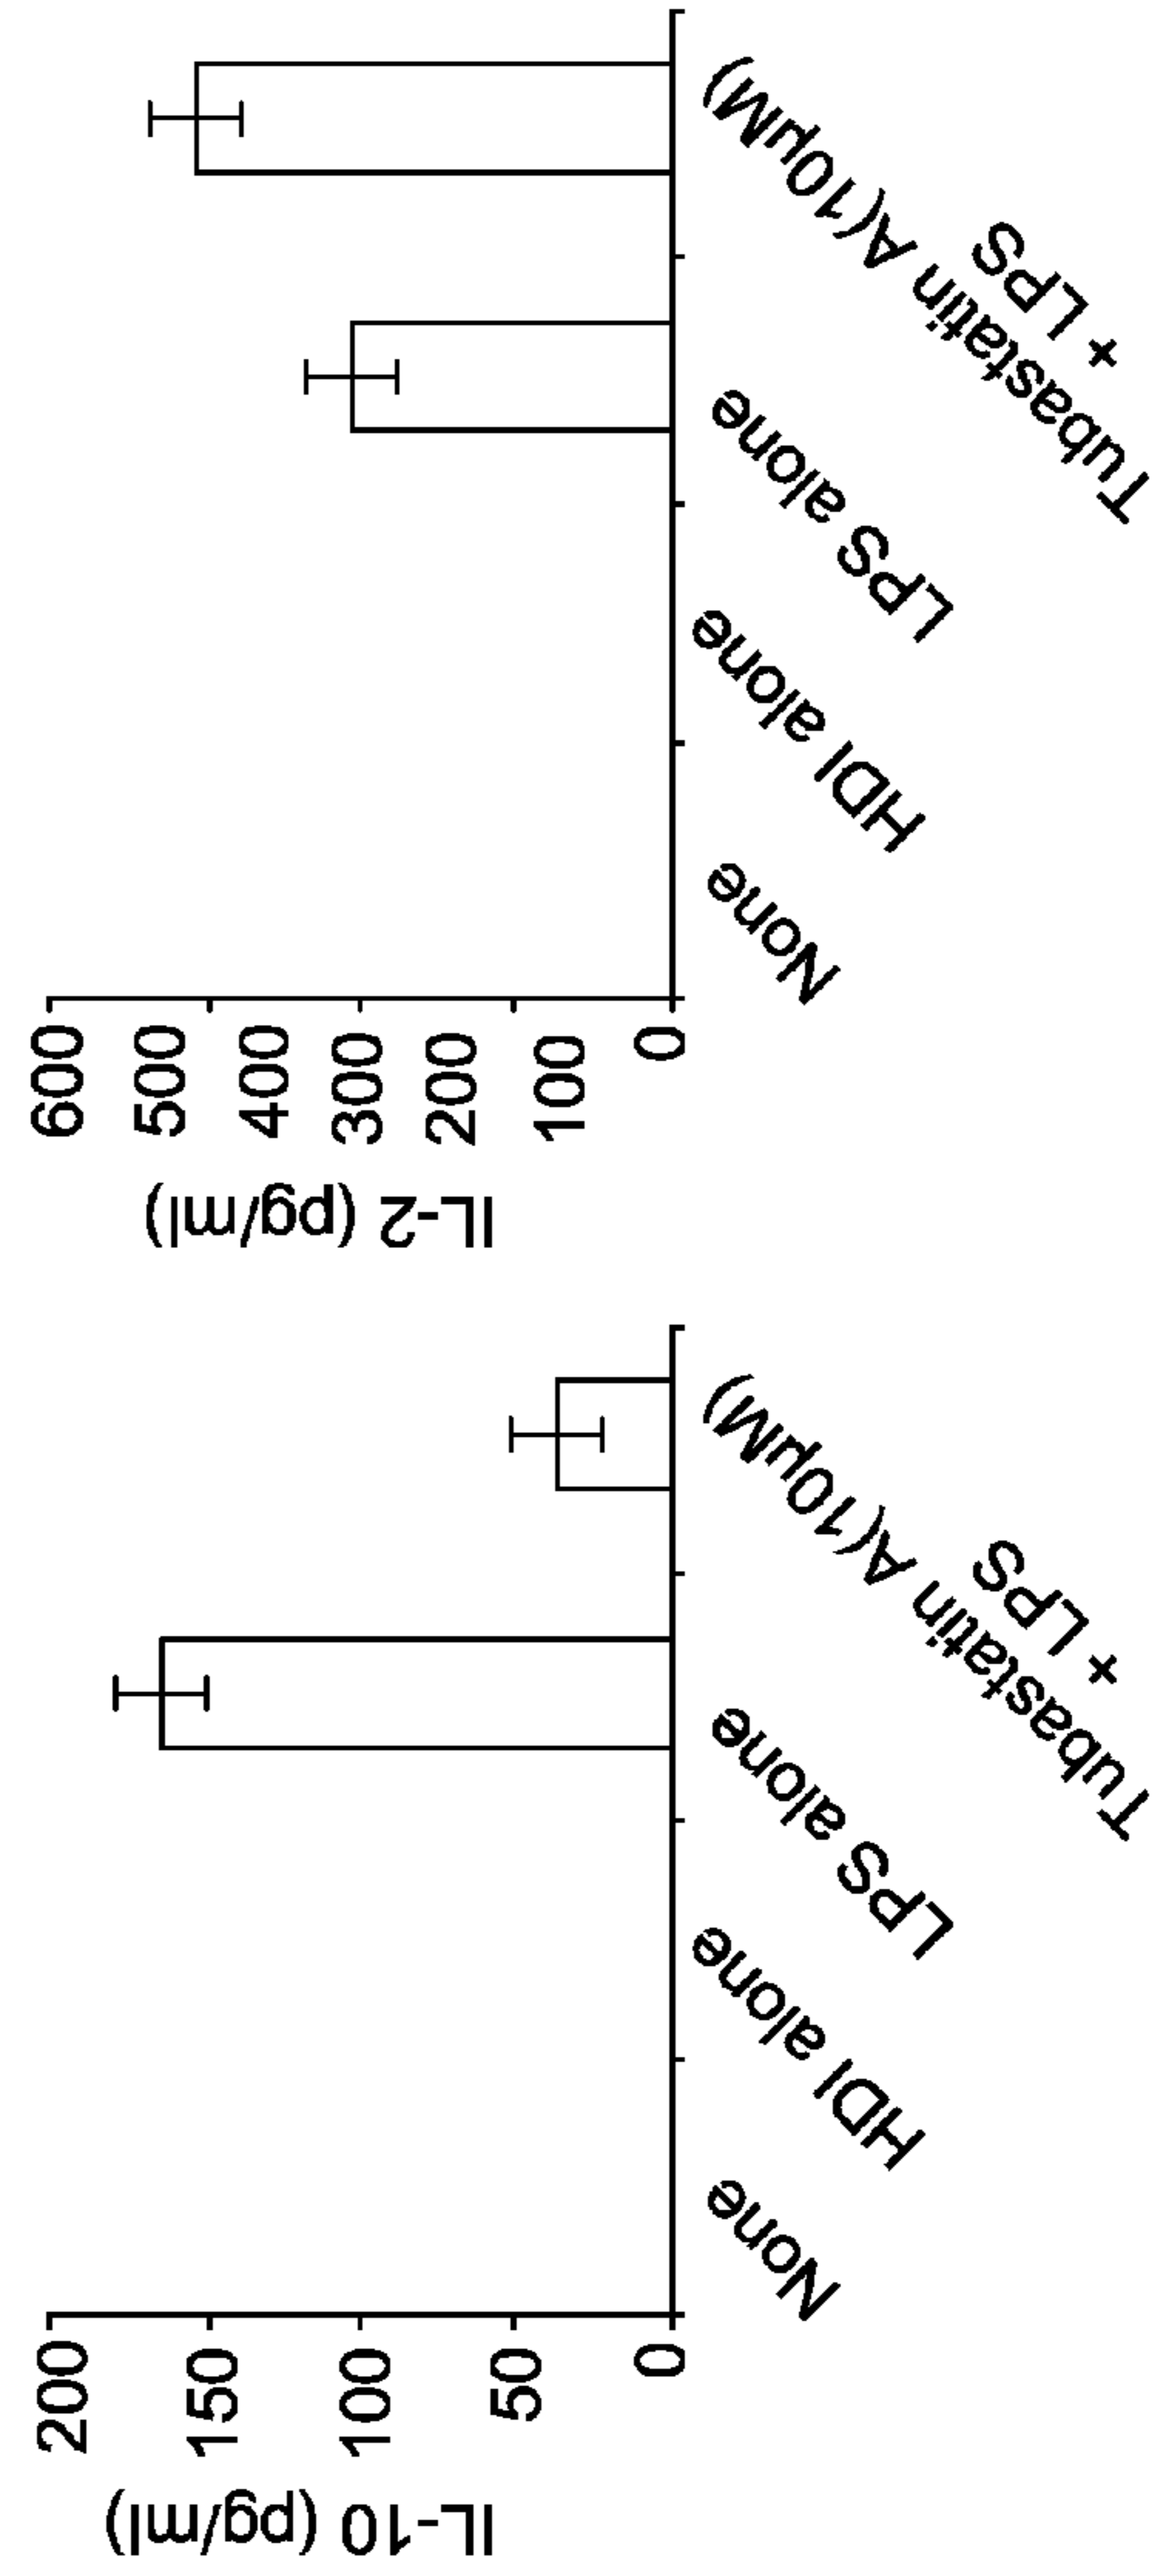 IL-10 (pg/ml)
200
150
100
50
0
None
HDI alone
LPS alone
Tubastatin A(10µM)
+ LPS
IL-2 (pg/ml)
600
500
400
300
200
100
0
None
HDI alone
LPS alone
Tubastatin A(10µM)
+ LPS